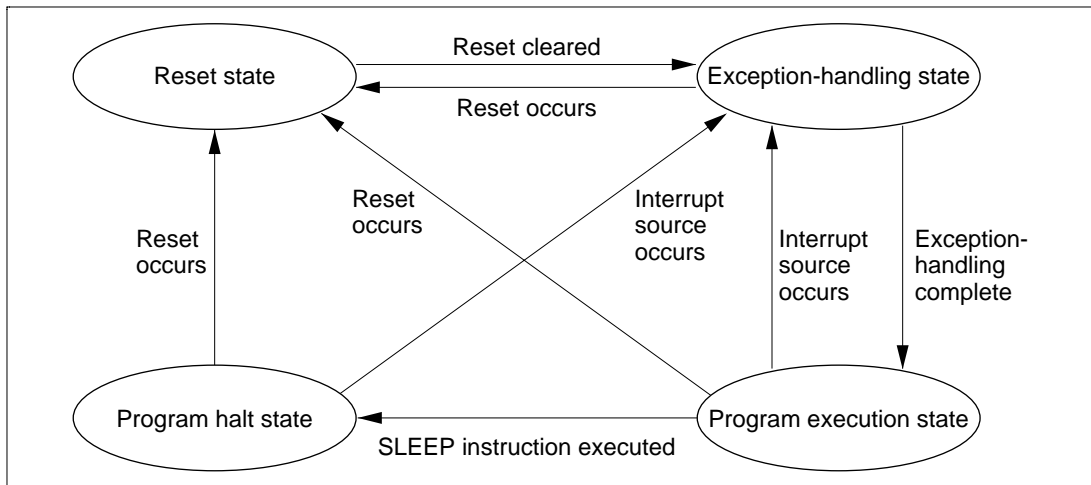 Reset cleared
Reset state
Exception-handling state
Reset occurs
Reset
occurs
Interrupt
source
occurs
Reset
occurs
Interrupt
source
occurs
Exception-
handling
complete
Program halt state
Program execution state
SLEEP instruction executed